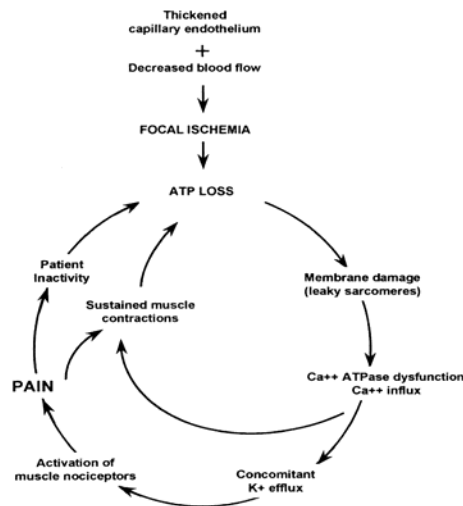 Thickened
capillary endothelium
+
Decreased blood flow
FOCAL ISCHEMIA
ATP LOSS
Patient
Inactivity
Sustained muscle
contractions
Membrane damage
(leaky sarcomeres)
PAIN
Ca++ ATPase dysfunction
Ca++ influx
Activation of
muscle nociceptors
Concomitant
K+ efflux